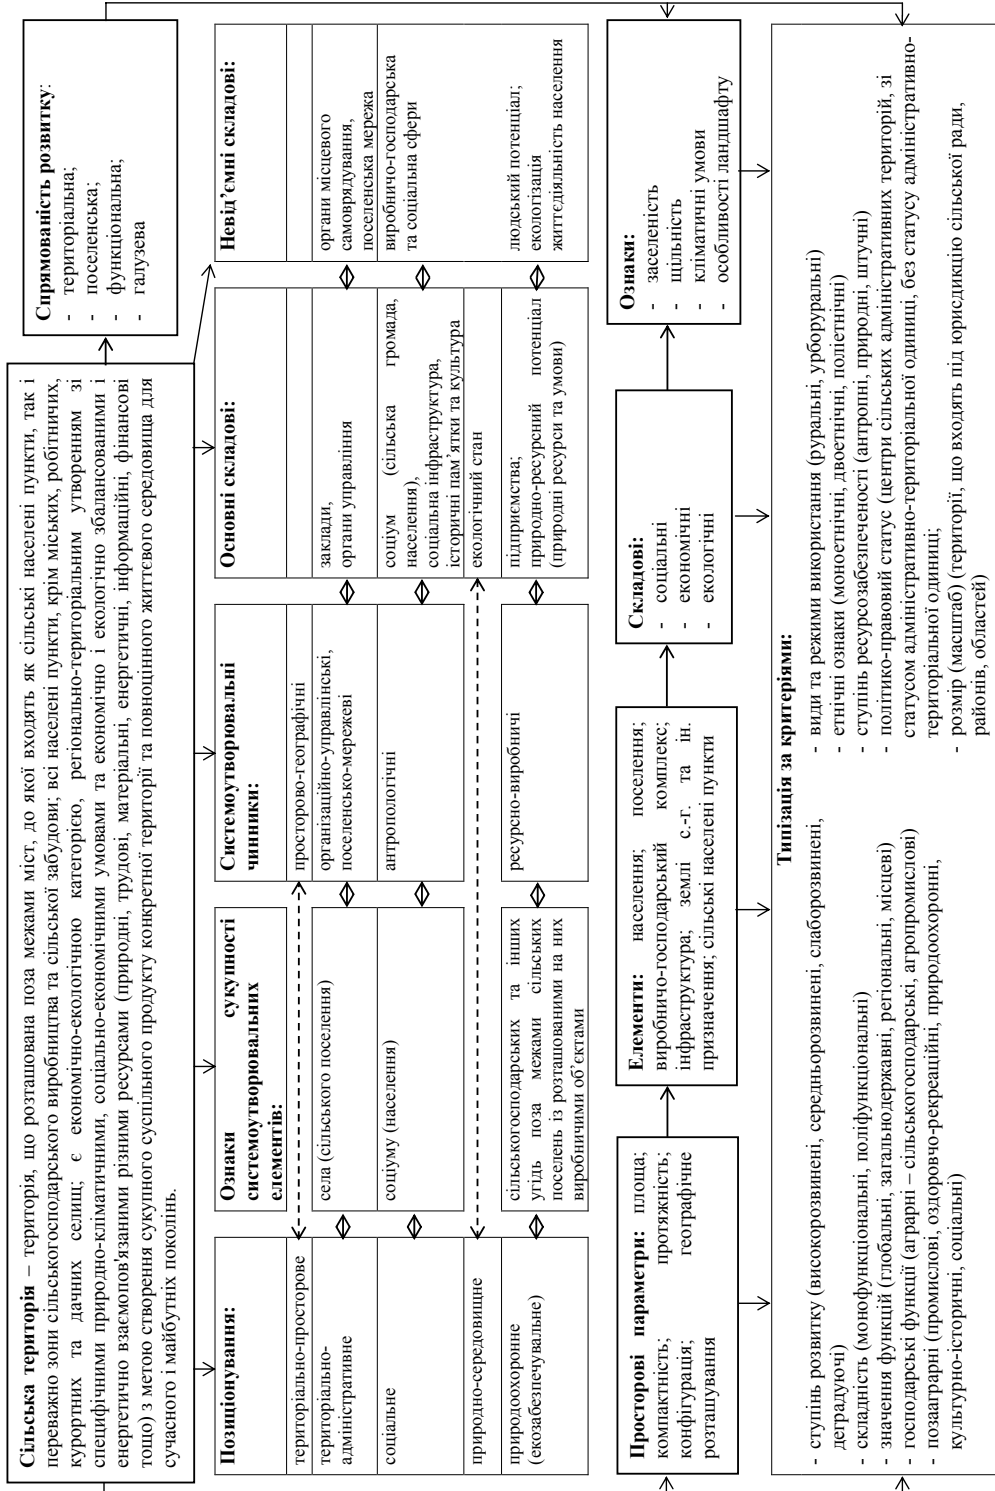 Сільська територія – територія, що розташована поза межами міст, до якої входять як сільські населені пункти, так і
переважно зони сільськогосподарського виробництва та сільської забудови; всі населені пункти, крім міських, робітничих,
курортних та дачних селищ; є економічно-екологічною категорією, регіонально-територіальним утворенням зі
специфічними природно-кліматичними, соціально-економічними умовами та економічно і екологічно збалансованими і
енергетично взаємопов'язаними різними ресурсами (природні, трудові, матеріальні, енергетичні, інформаційні, фінансові
тощо) з метою створення сукупного суспільного продукту конкретної території та повноцінного життєвого середовища для
сучасного і майбутніх поколінь.
Спрямованість розвитку:
- територіальна;
- поселенська;
- функціональна;
- галузева
Позиціонування:
територіально-просторове
територіально-
адміністративне
соціальне
природно-середовищне
природоохоронне
(екозабезпечувальне)
Ознаки сукупності
системоутворювальних
елементів:
села (сільського поселення)
соціуму (населення)
сільськогосподарських та інших
угідь поза межами сільських
поселень із розташованими на них
виробничими об’єктами
Системоутворювальні
чинники:
просторово-географічні
організаційно-управлінські,
поселенсько-мережеві
антропологічні
ресурсно-виробничі
Основні складові:
заклади,
органи управління
соціум (сільська громада,
населення),
соціальна інфраструктура,
історичні пам’ятки та культура
екологічний стан
підприємства;
природно-ресурсний потенціал
(природні ресурси та умови)
Невід’ємні складові:
органи місцевого
самоврядування,
поселенська мережа
виробничо-господарська
та соціальна сфери
людський потенціал;
екологізація
життєдіяльність населення
Просторові параметри: площа;
компактність; протяжність;
конфігурація; географічне
розташування
Елементи: населення; поселення;
виробничо-господарський комплекс;
інфраструктура; землі с.-г. та ін.
призначення; сільські населені пункти
Складові:
- соціальні
- економічні
- екологічні
Ознаки:
- заселеність
- щільність
- кліматичні умови
- особливості ландшафту
Типізація за критеріями:
- ступінь розвитку (високорозвинені, середньорозвинені, слаборозвинені,
деградуючі)
- складність (монофункціональні, поліфункціональні)
- значення функцій (глобальні, загальнодержавні, регіональні, місцеві)
- господарські функції (аграрні – сільськогосподарські, агропромислові)
- позааграрні (промислові, оздоровчо-рекреаційні, природоохоронні,
культурно-історичні, соціальні)
- види та режими використання (руральні, урборуральні)
- етнічні ознаки (моноетнічні, двоетнічні, поліетнічні)
- ступінь ресурсозабезпеченості (антропні, природні, штучні)
- політико-правовий статус (центри сільських адміністративних територій, зі
статусом адміністративно-територіальної одиниці, без статусу адміністративно-
територіальної одиниці;
- розмір (масштаб) (території, що входять під юрисдикцію сільської ради,
районів, областей)